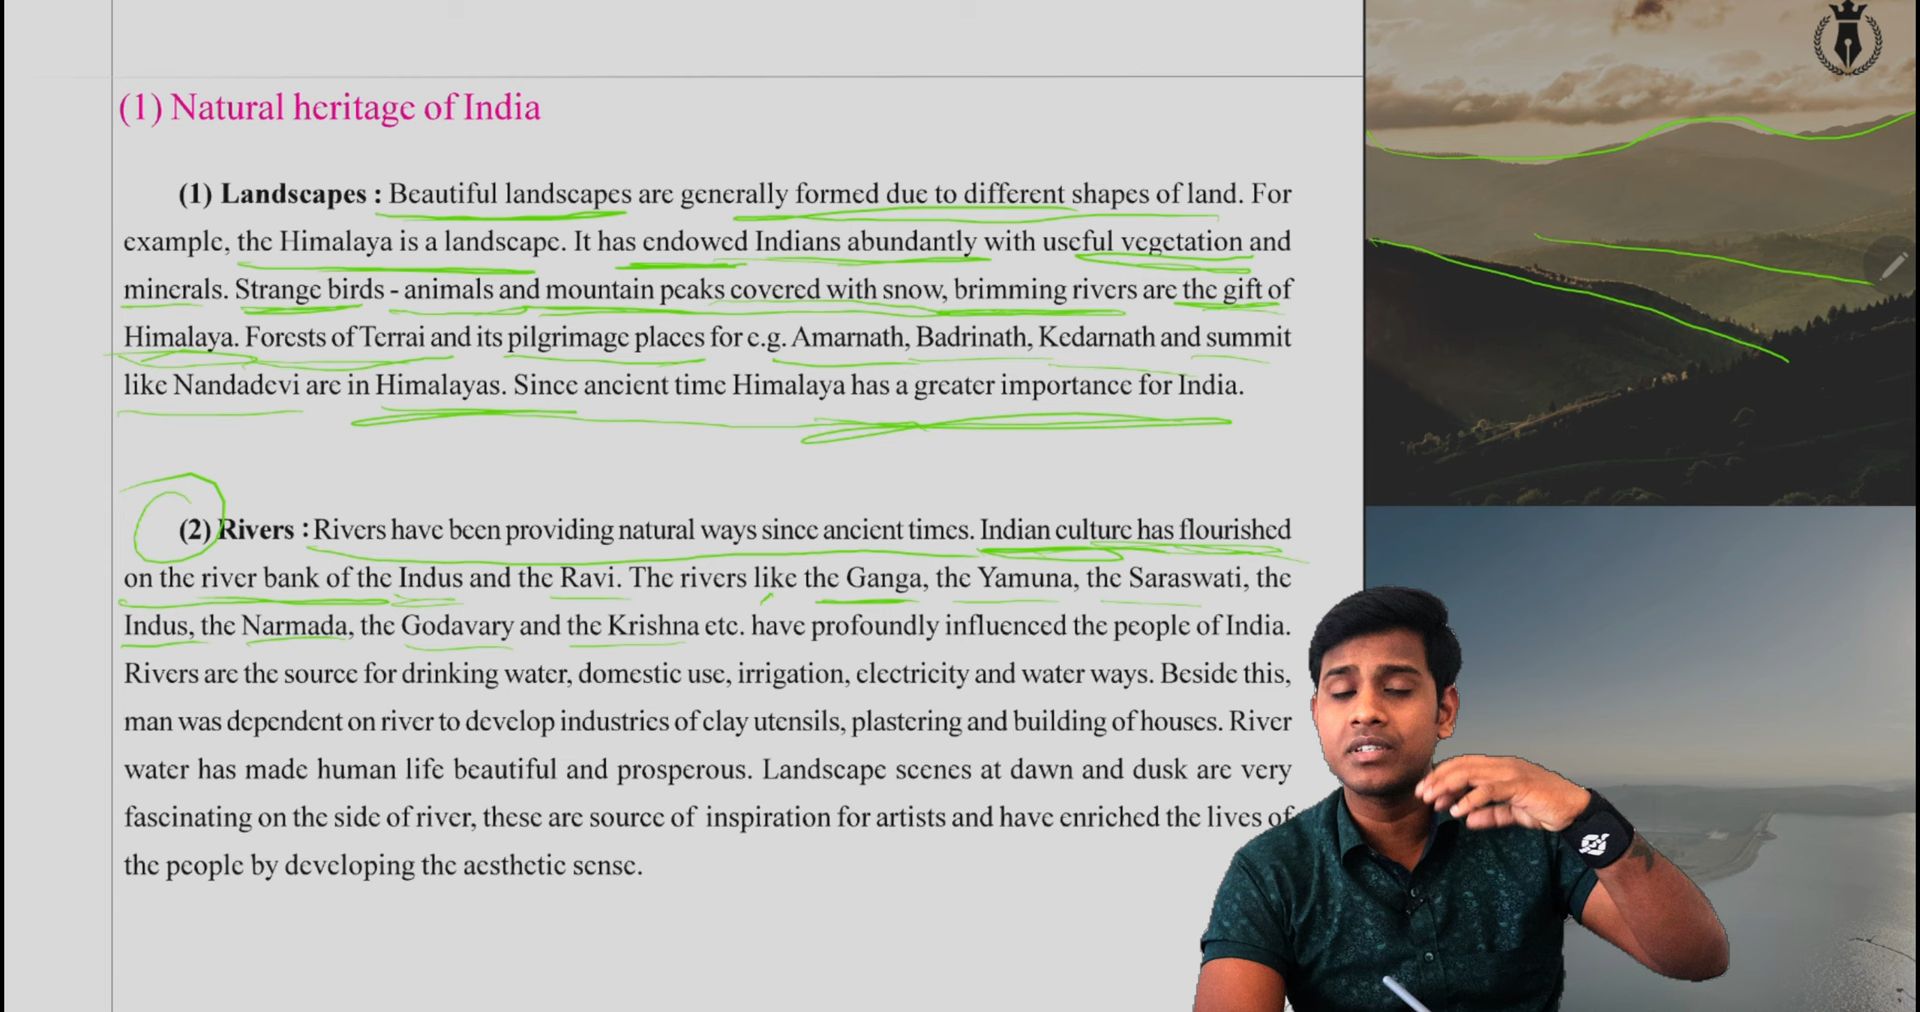 (1) Natural heritage of India
(1) Landscapes : Beautiful landscapes are generally formed due to different shapes of land. For
example, the Himalaya is a landscape. It has endowed Indians abundantly with useful vegetation and
minerals. Strange birds - animals and mountain peaks covered with snow, brimming rivers are the gift of
Himalaya. Forests of Terrai and its pilgrimage places for e.g. Amarnath, Badrinath, Kedarnath and summit
like Nandadevi are in Himalayas. Since ancient time Himalaya has a greater importance for India.
(2) Rivers : Rivers have been providing natural ways since ancient times. Indian culture has flourished
on the river bank of the Indus and the Ravi. The rivers like the Ganga, the Yamuna, the Saraswati, the
Indus, the Narmada, the Godavary and the Krishna etc. have profoundly influenced the people of India.
Rivers are the source for drinking water, domestic use, irrigation, electricity and water ways. Beside this,
man was dependent on river to develop industries of clay utensils, plastering and building of houses. River
water has made human life beautiful and prosperous. Landscape scenes at dawn and dusk are very
fascinating on the side of river, these are source of inspiration for artists and have enriched the lives of
the people by developing the aesthetic sense.